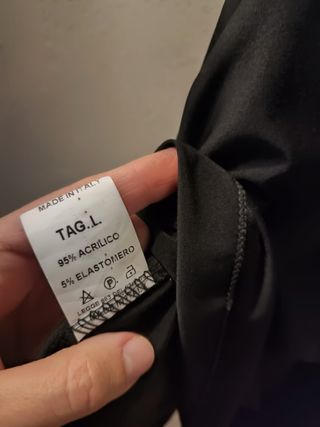 MADE IN ITALY
TAG.L
95% ACRILICO
5% ELASTOMERO
P